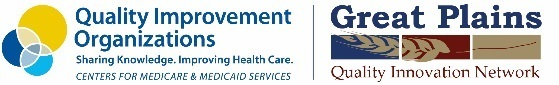 Quality Improvement
Organizations
Sharing Knowledge. Improving Health Care.
CENTERS FOR MEDICARE & MEDICAID SERVICES
Great Plains
Quality Innovation Network